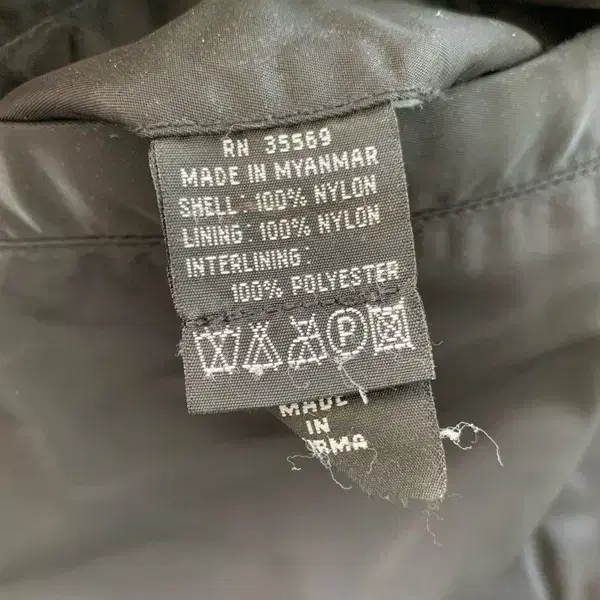 RN 35569
MADE IN MYANMAR
SHELL: 100% NYLON
LINING: 100% NYLON
INTERLINING:
100% POLYESTER
P
MADE
IN